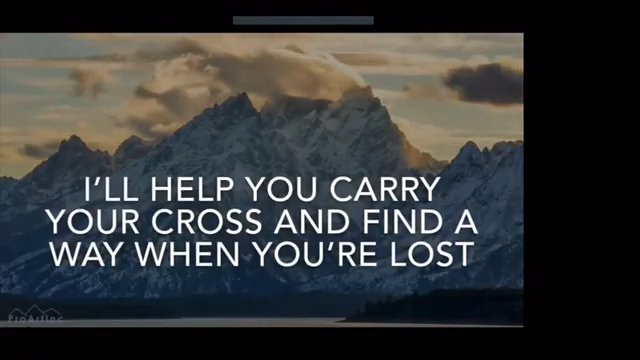 I'LL HELP YOU CARRY
YOUR CROSS AND FIND A
WAY WHEN YOU'RE LOST